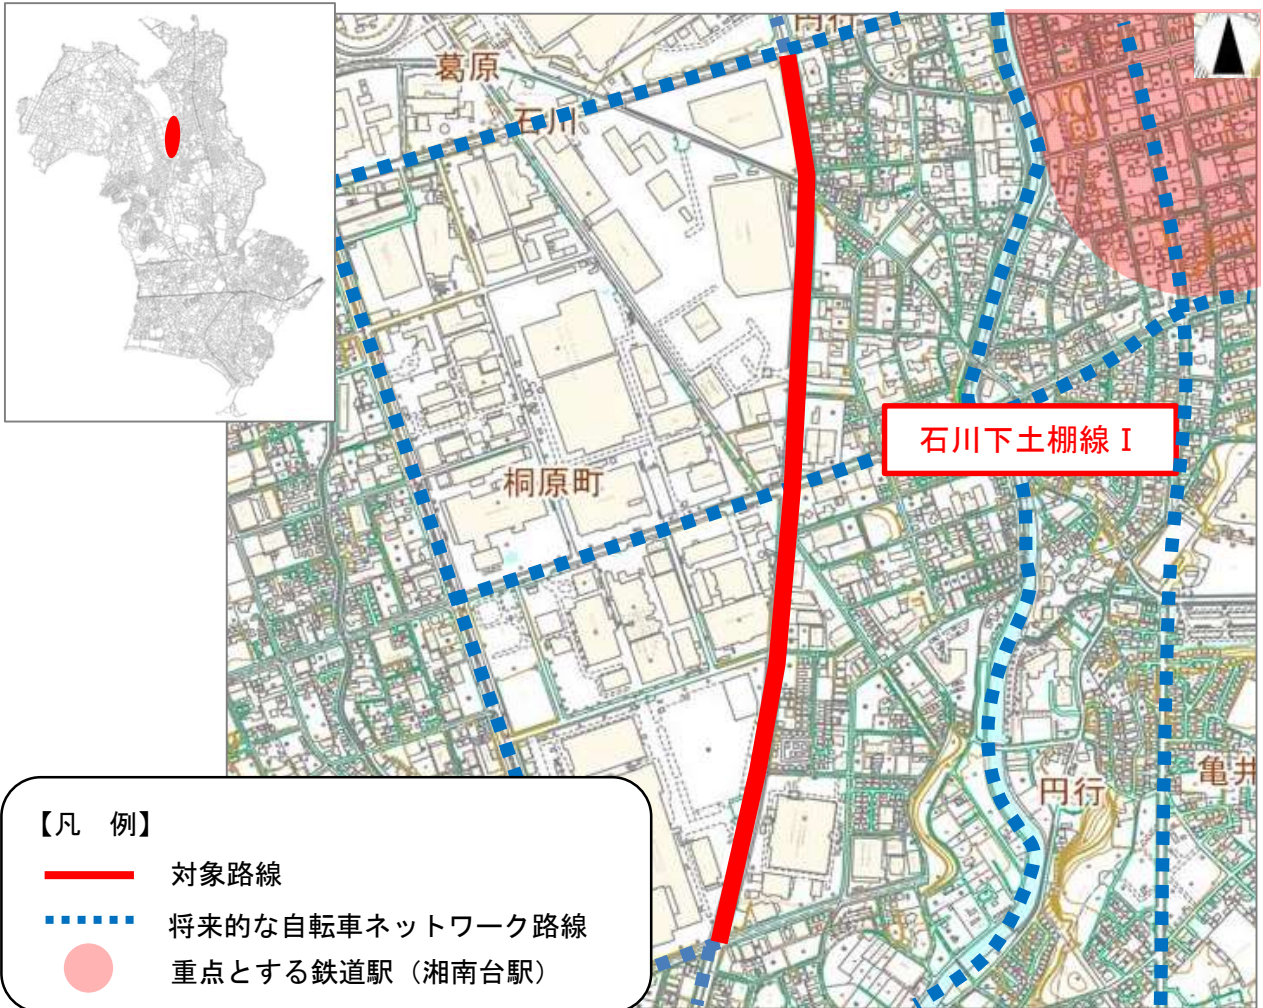 円行
葛原
石川
石川下土棚線Ⅰ
桐原町
円行
亀井
【凡　例】
対象路線
将来的な自転車ネットワーク路線
重点とする鉄道駅（湘南台駅）